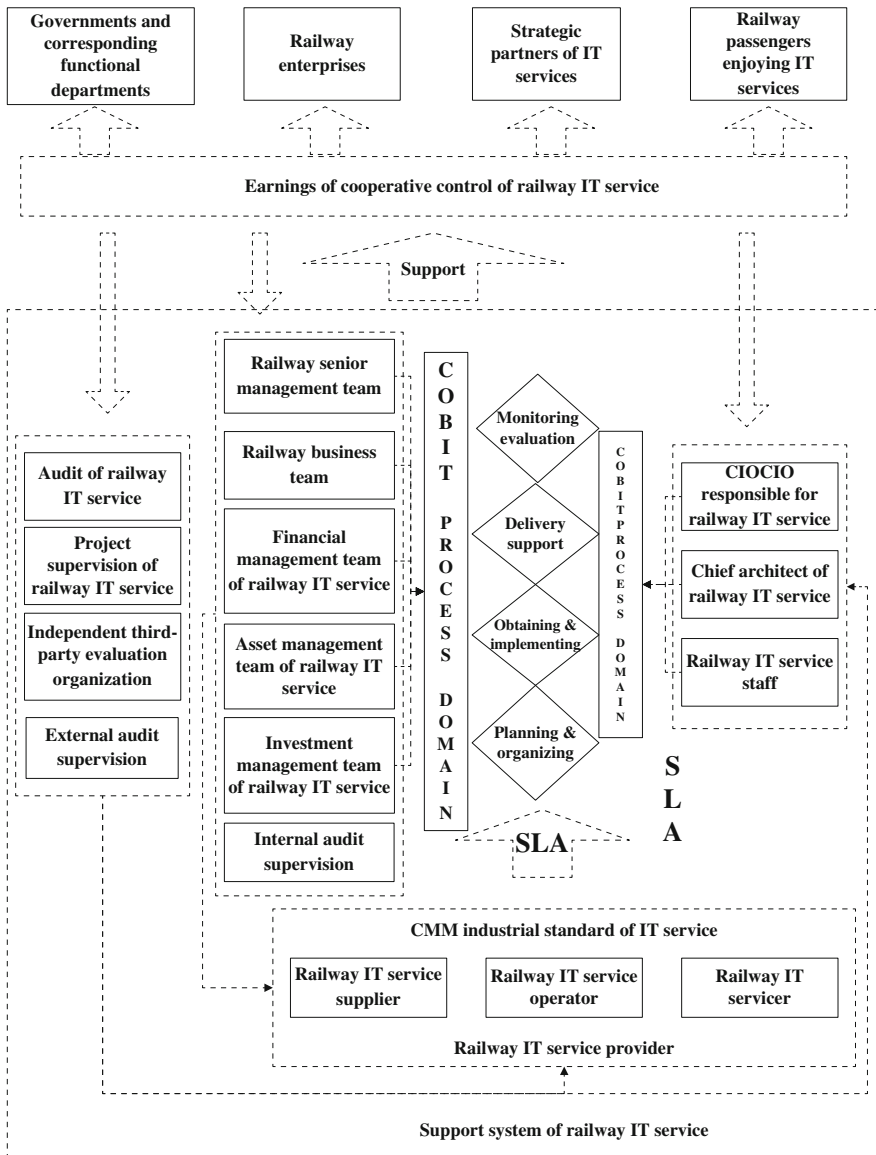 Governments and
corresponding
functional
departments
Railway
enterprises
Strategic
partners of IT
services
Railway
passengers
enjoying IT
services
Earnings of cooperative control of railway IT service
Support
Audit of railway
IT service
Project
supervision of
railway IT service
Independent third-
party evaluation
organization
External audit
supervision
Railway senior
management team
Railway business
team
Financial
management team
of railway IT service
Asset management
team of railway IT
service
Investment
management team
of railway IT service
Internal audit
supervision
COBIT PROCESS DOMAIN
Monitoring
evaluation
Delivery
support
Obtaining &
implementing
Planning &
organizing
COBITPROCESS DOMAIN
CIOCIO
responsible for
railway IT service
Chief architect of
railway IT service
Railway IT service
staff
SLA
SLA
CMM industrial standard of IT service
Railway IT service
supplier
Railway IT service
operator
Railway IT
servicer
Railway IT service provider
Support system of railway IT service